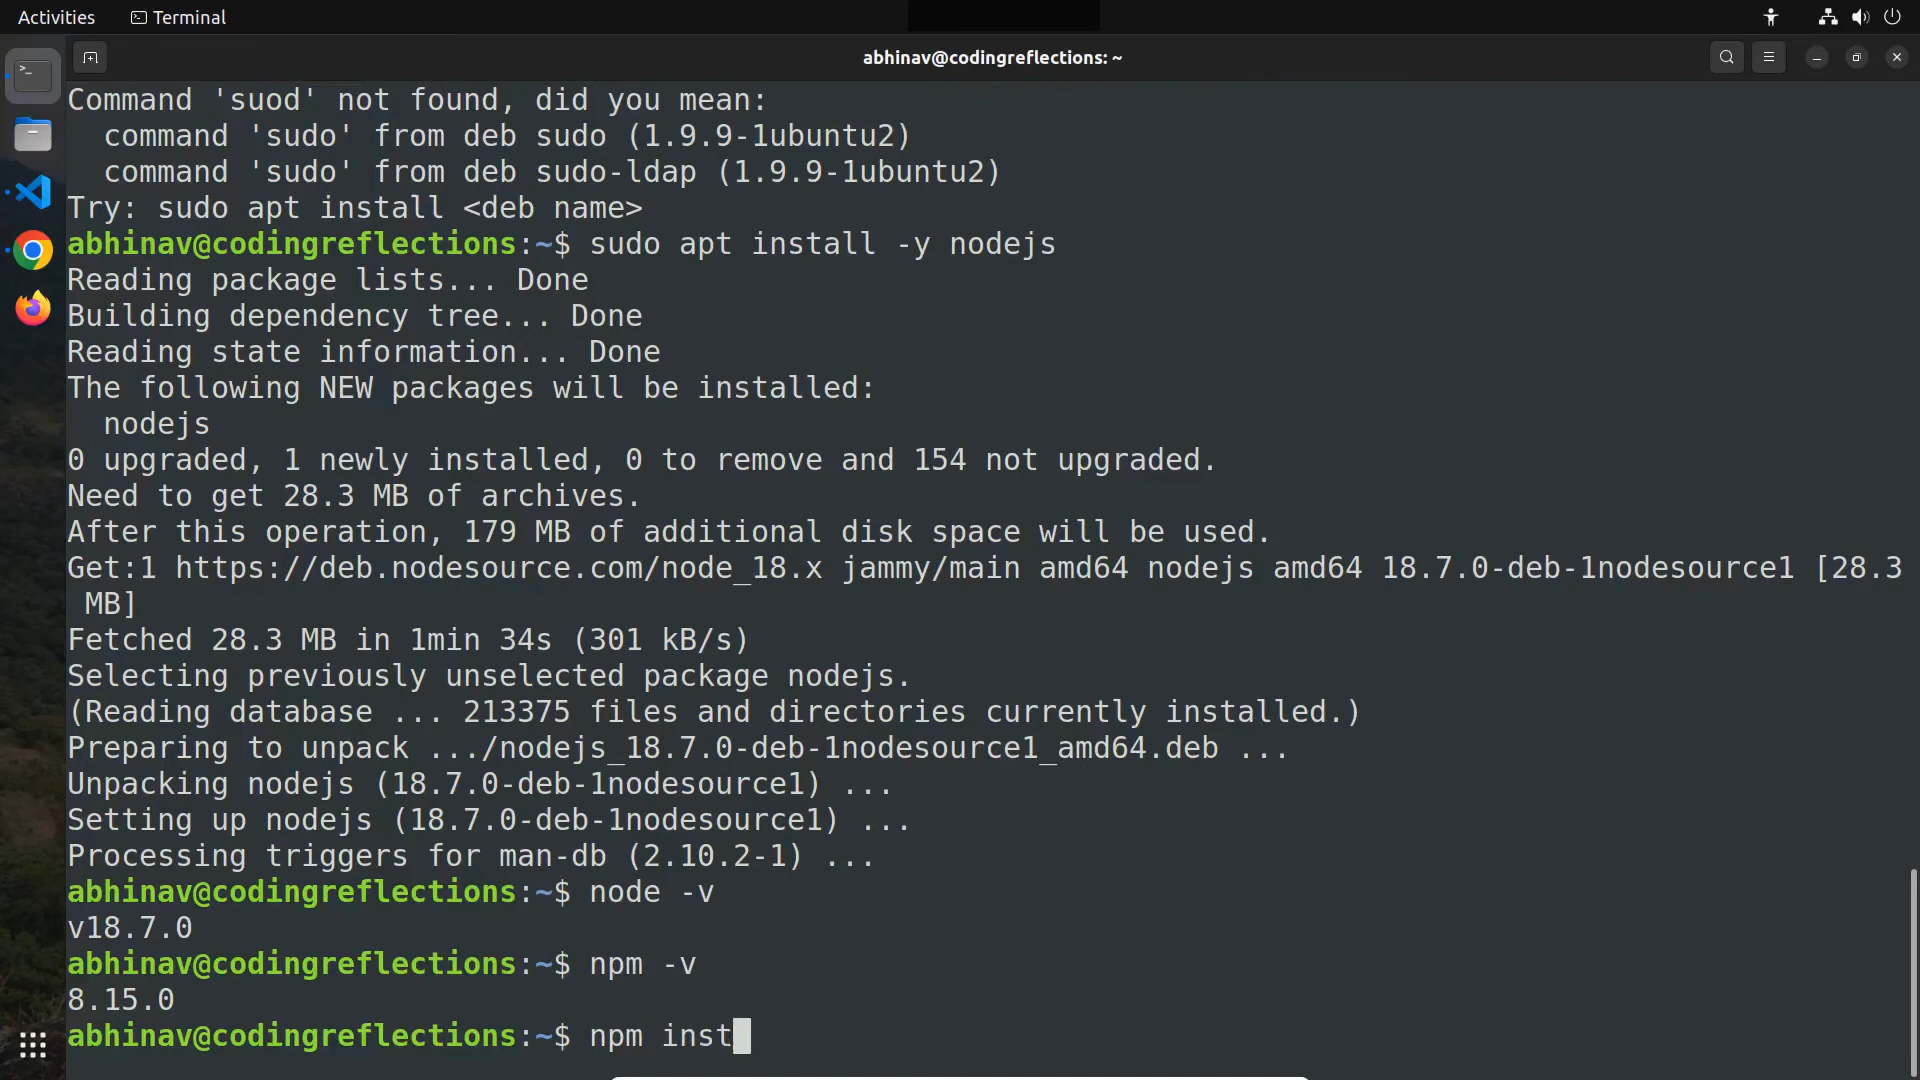 Activities
Terminal
abhinav@codingreflections: ~
Command 'suod' not found, did you mean:
  command 'sudo' from deb sudo (1.9.9-1ubuntu2)
  command 'sudo' from deb sudo-ldap (1.9.9-1ubuntu2)
Try: sudo apt install <deb name>
abhinav@codingreflections:~$ sudo apt install -y nodejs
Reading package lists... Done
Building dependency tree... Done
Reading state information... Done
The following NEW packages will be installed:
  nodejs
0 upgraded, 1 newly installed, 0 to remove and 154 not upgraded.
Need to get 28.3 MB of archives.
After this operation, 179 MB of additional disk space will be used.
Get:1 https://deb.nodesource.com/node_18.x jammy/main amd64 nodejs amd64 18.7.0-deb-1nodesource1 [28.3
 MB]
Fetched 28.3 MB in 1min 34s (301 kB/s)
Selecting previously unselected package nodejs.
(Reading database ... 213375 files and directories currently installed.)
Preparing to unpack .../nodejs_18.7.0-deb-1nodesource1_amd64.deb ...
Unpacking nodejs (18.7.0-deb-1nodesource1) ...
Setting up nodejs (18.7.0-deb-1nodesource1) ...
Processing triggers for man-db (2.10.2-1) ...
abhinav@codingreflections:~$ node -v
v18.7.0
abhinav@codingreflections:~$ npm -v
8.15.0
abhinav@codingreflections:~$ npm inst